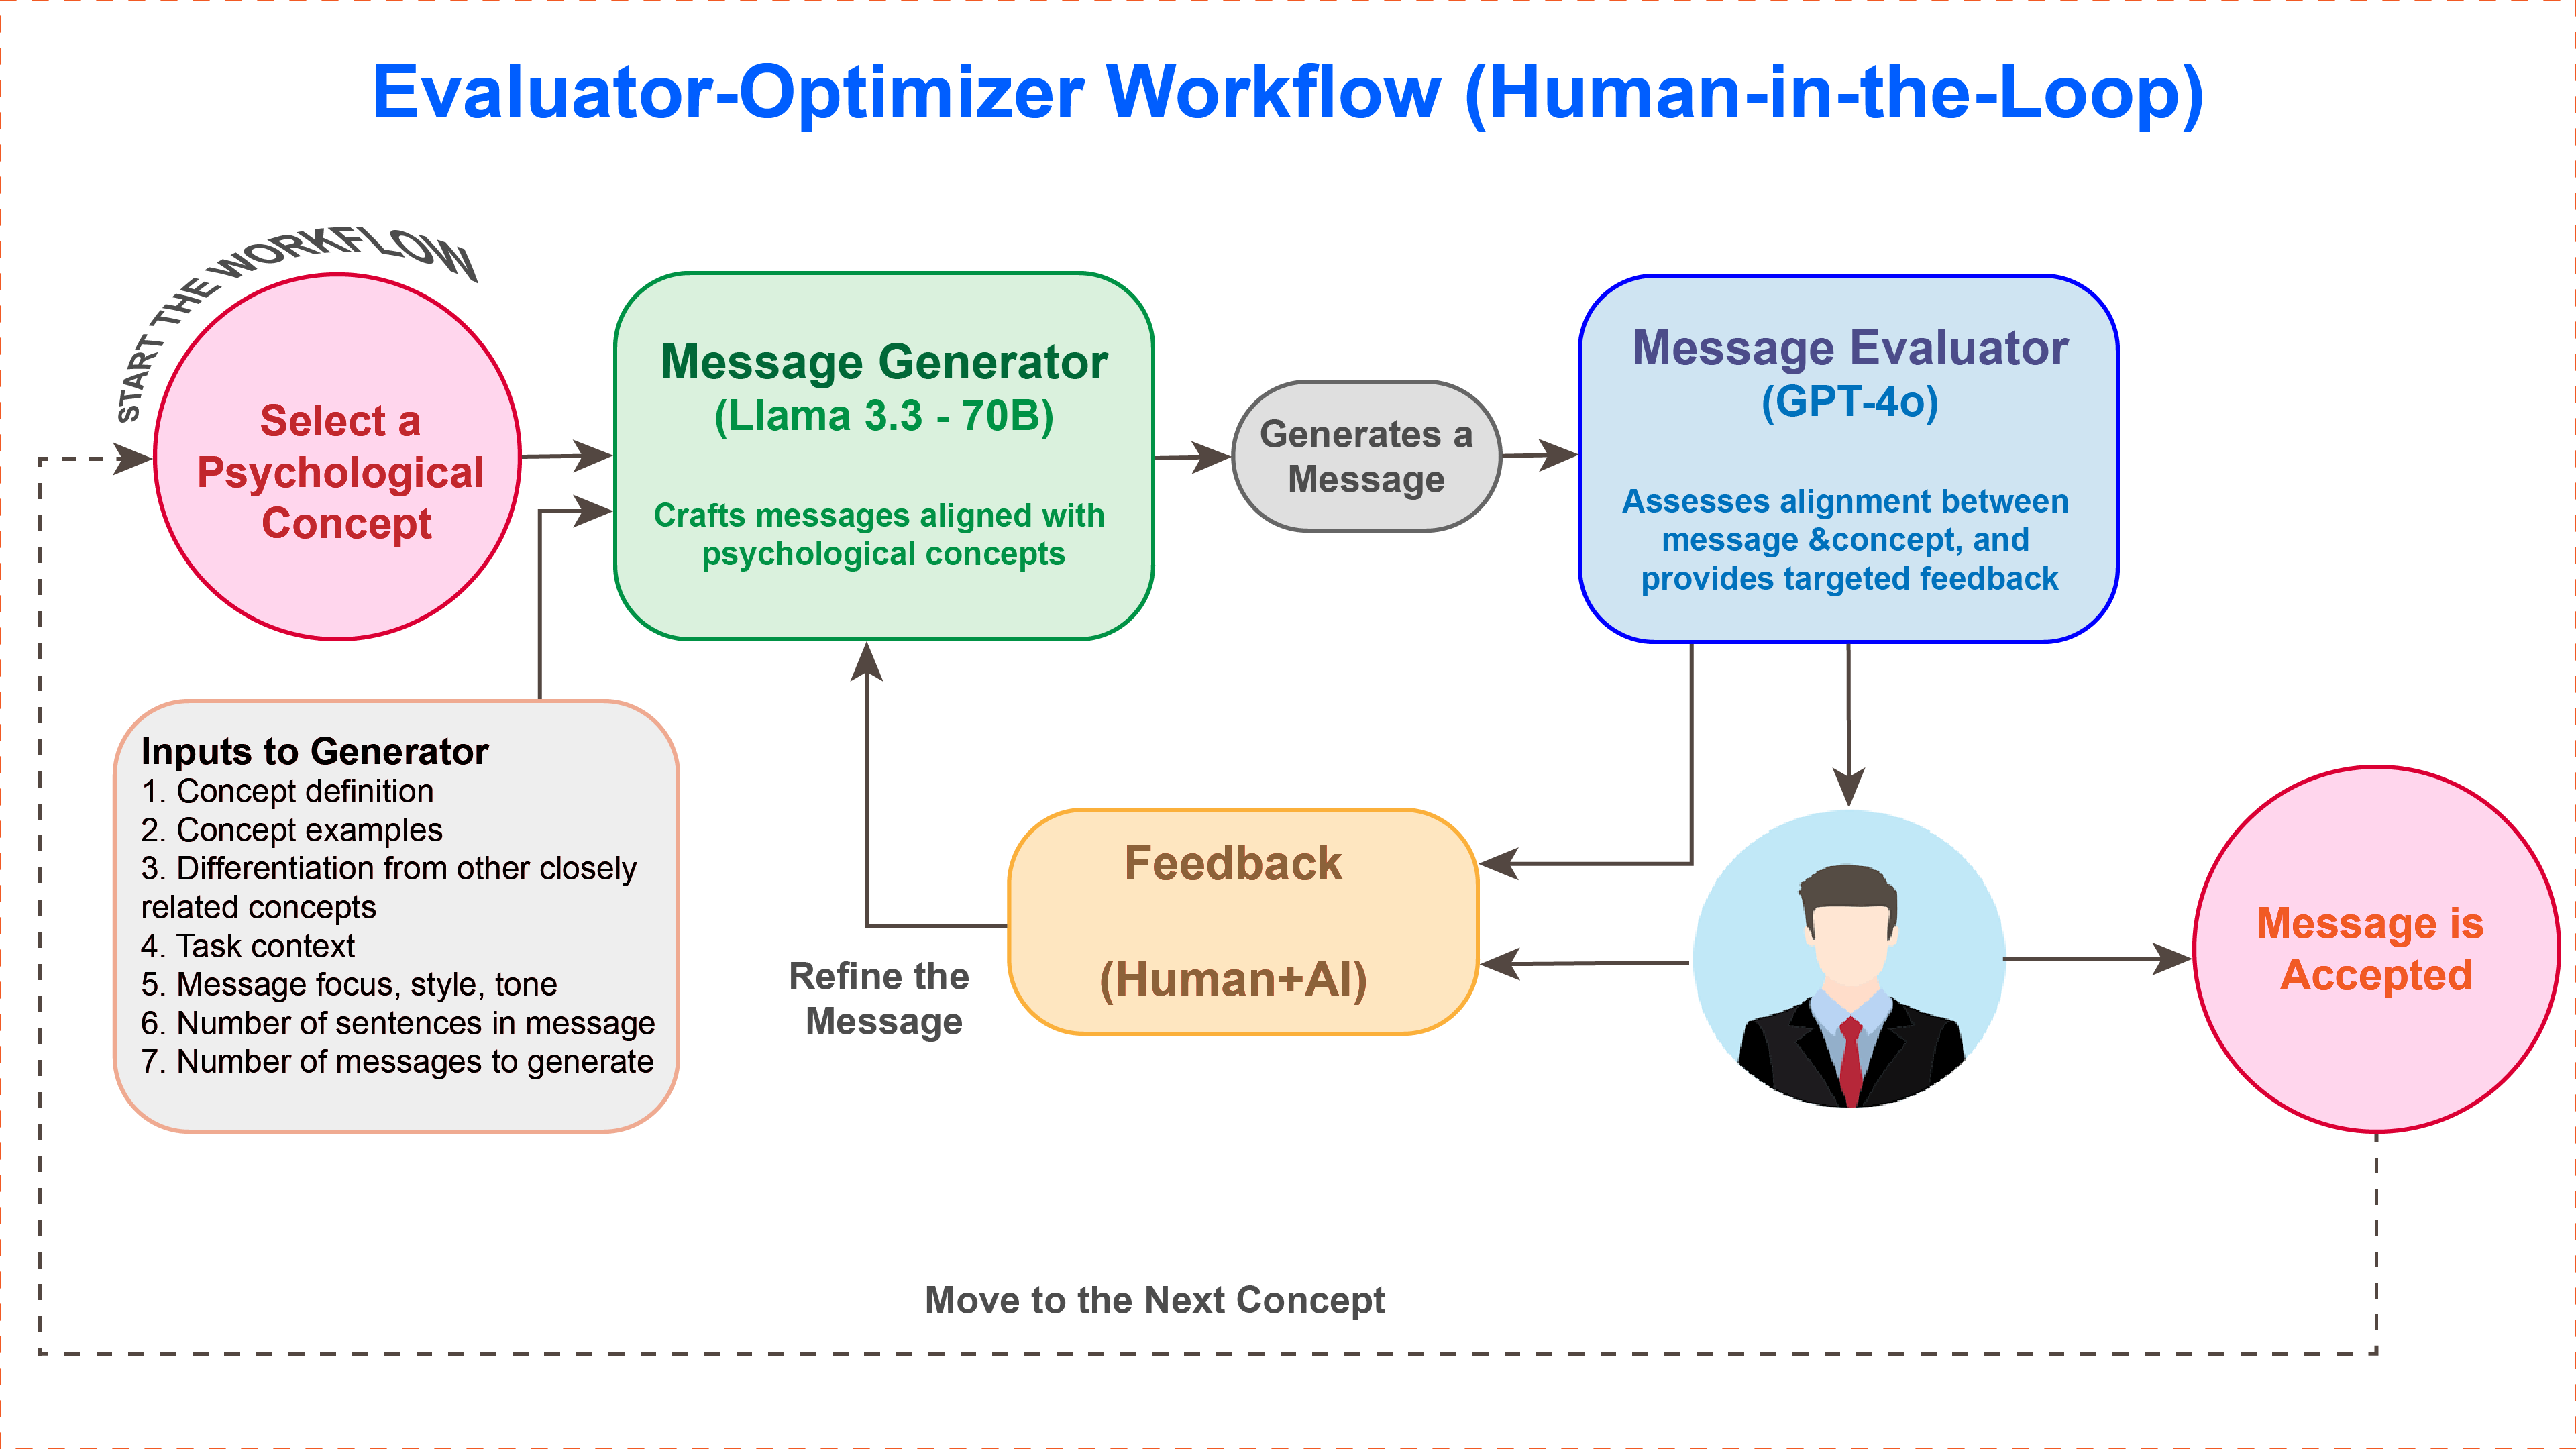 Evaluator-Optimizer Workflow (Human-in-the-Loop)
START THE WORKFLOW
Select a
Psychological
Concept
Message Generator
(Llama 3.3 - 70B)
Crafts messages aligned with
psychological concepts
Generates a
Message
Message Evaluator
(GPT-4o)
Assesses alignment between
message &concept, and
provides targeted feedback
Inputs to Generator
1. Concept definition
2. Concept examples
3. Differentiation from other closely
related concepts
4. Task context
5. Message focus, style, tone
6. Number of sentences in message
7. Number of messages to generate
Refine the
Message
Feedback
(Human+AI)
Message is
Accepted
Move to the Next Concept